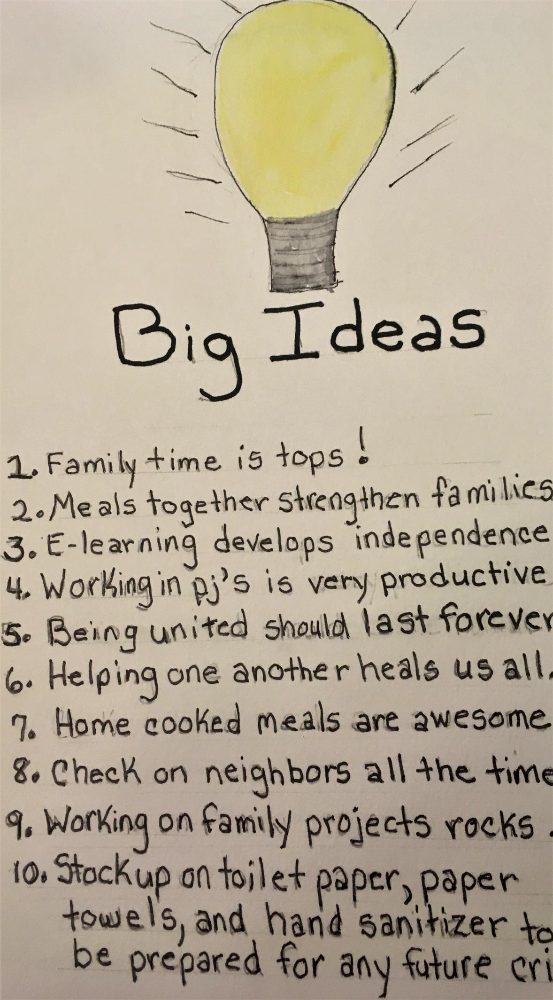 Big Ideas
1. Family time is tops!
2. Meals together strengthen families
3. E-learning develops independence
4. Working in pj's is very productive
5. Being united should last forever
6. Helping one another heals us all.
7. Home cooked meals are awesome
8. Check on neighbors all the time
9. Working on family projects rocks.
10. Stock up on toilet paper, paper
towels, and hand sanitizer to
be prepared for any future cri